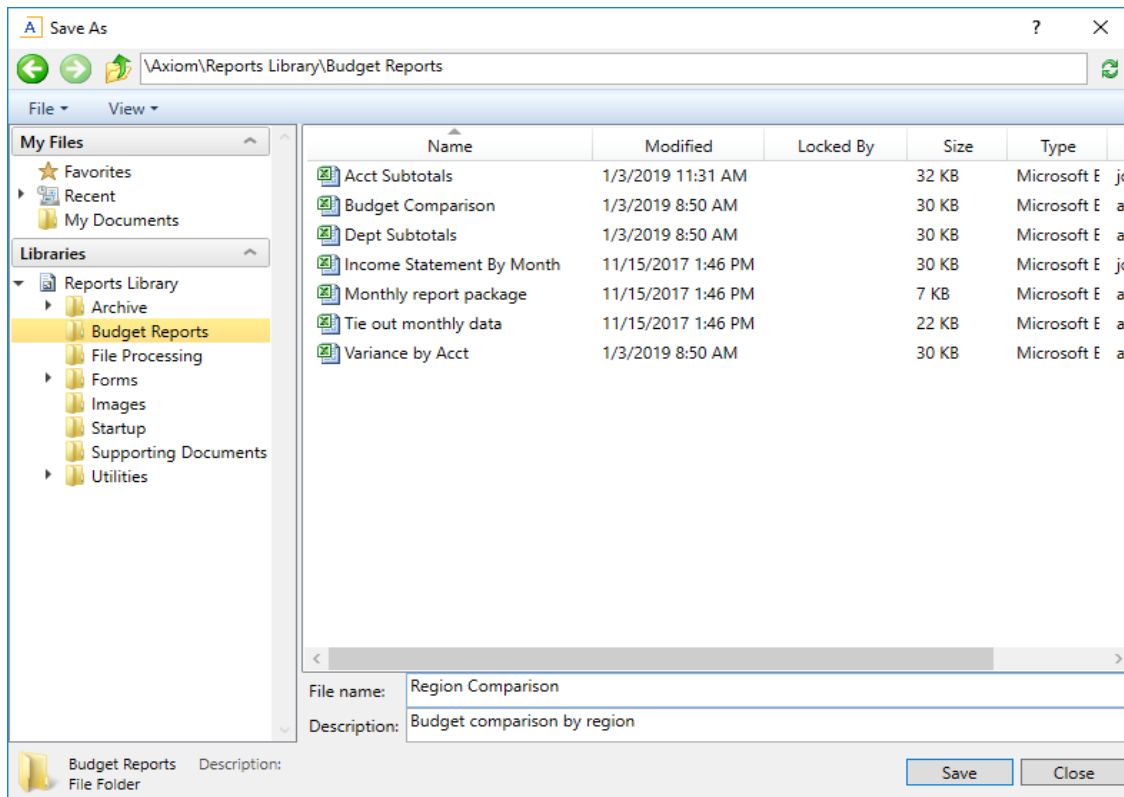 A Save As ?
\Axiom\Reports Library\Budget Reports
File View
My Files
Favorites
Recent
My Documents
Libraries
Reports Library
Archive
Budget Reports
File Processing
Forms
Images
Startup
Supporting Documents
Utilities
Name Modified Locked By Size Type
Acct Subtotals 1/3/2019 11:31 AM 32 KB Microsoft E
Budget Comparison 1/3/2019 8:50 AM 30 KB Microsoft E a
Dept Subtotals 1/3/2019 8:50 AM 30 KB Microsoft E a
Income Statement By Month 11/15/2017 1:46 PM 30 KB Microsoft E
Monthly report package 11/15/2017 1:46 PM 7 KB Microsoft E a
Tie out monthly data 11/15/2017 1:46 PM 22 KB Microsoft E a
Variance by Acct 1/3/2019 8:50 AM 30 KB Microsoft E a
File name: Region Comparison
Description: Budget comparison by region
Budget Reports Description:
File Folder
Save Close